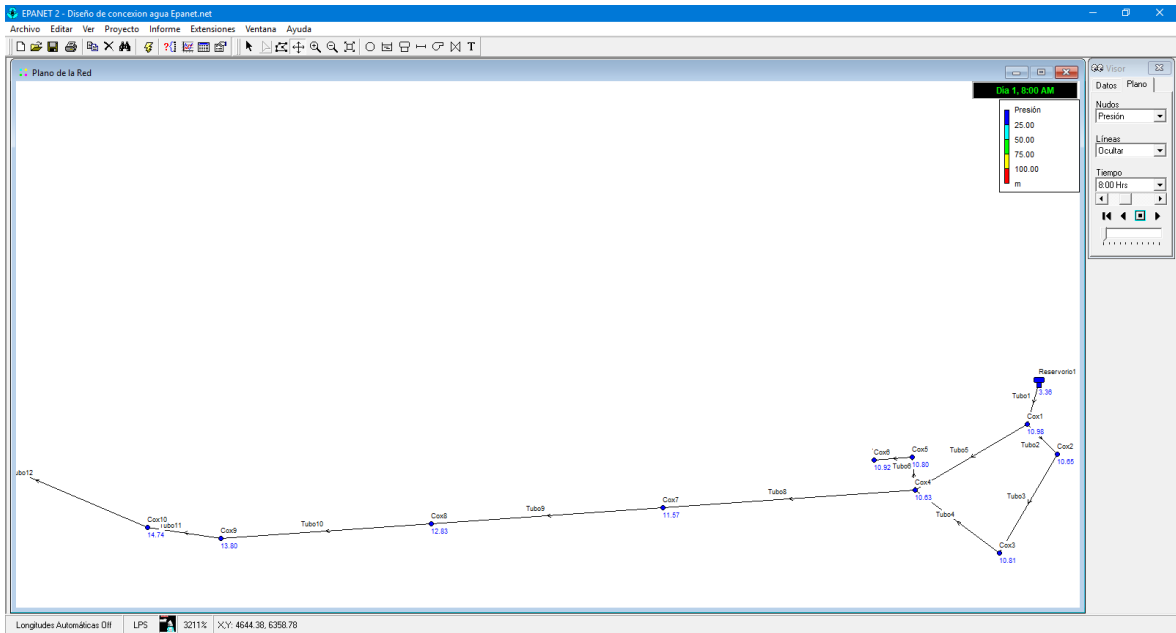 EPANET 2 - Diseño de concexion agua Epanet.net
Archivo Editar Ver Proyecto Informe Extensiones Ventana Ayuda
T
Plano de la Red
Día 1, 8:00 AM
Presión
25.00
50.00
75.00
100.00
m
Visor
Datos Plano
Nudos
Presión
Líneas
Ocultar
Tiempo
8:00 Hrs
Reservorio1
3.36
Tubo1
Cox1
10.98
Tubo2
Cox2
10.65
Tubo5
Cox6
10.92
Tubo6
Cox5
10.80
Cox4
10.63
Tubo3
Tubo4
Cox3
10.81
Tubo8
Cox7
11.57
Tubo9
Cox8
12.83
Tubo10
Cox9
13.80
Tubo11
Cox10
14.74
ubo12
Longitudes Automáticas Off LPS 3211% X,Y: 4644.38, 6358.78